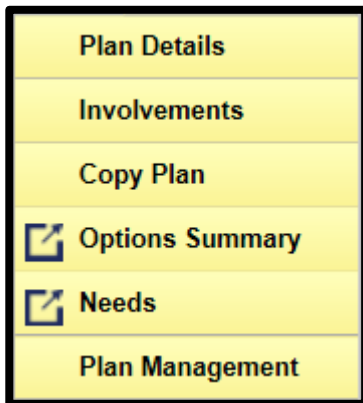 Plan Details
Involvements
Copy Plan
Options Summary
Needs
Plan Management